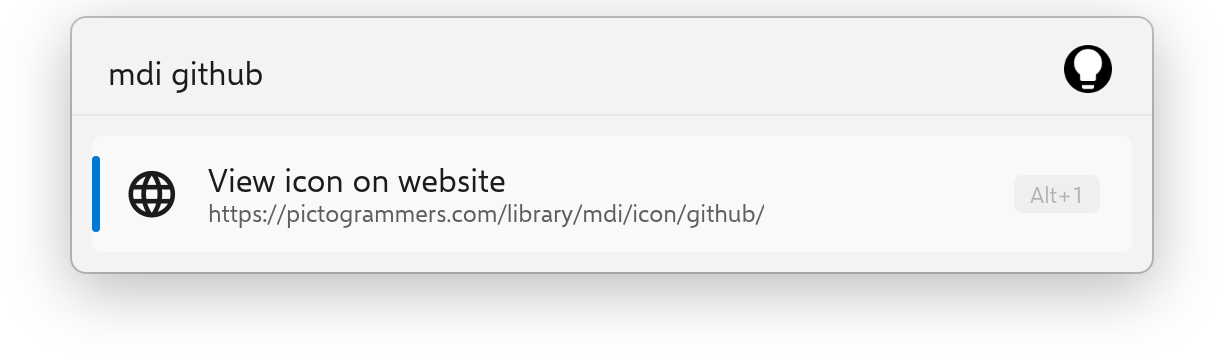 mdi github
View icon on website
https://pictogrammers.com/library/mdi/icon/github/
Alt+1